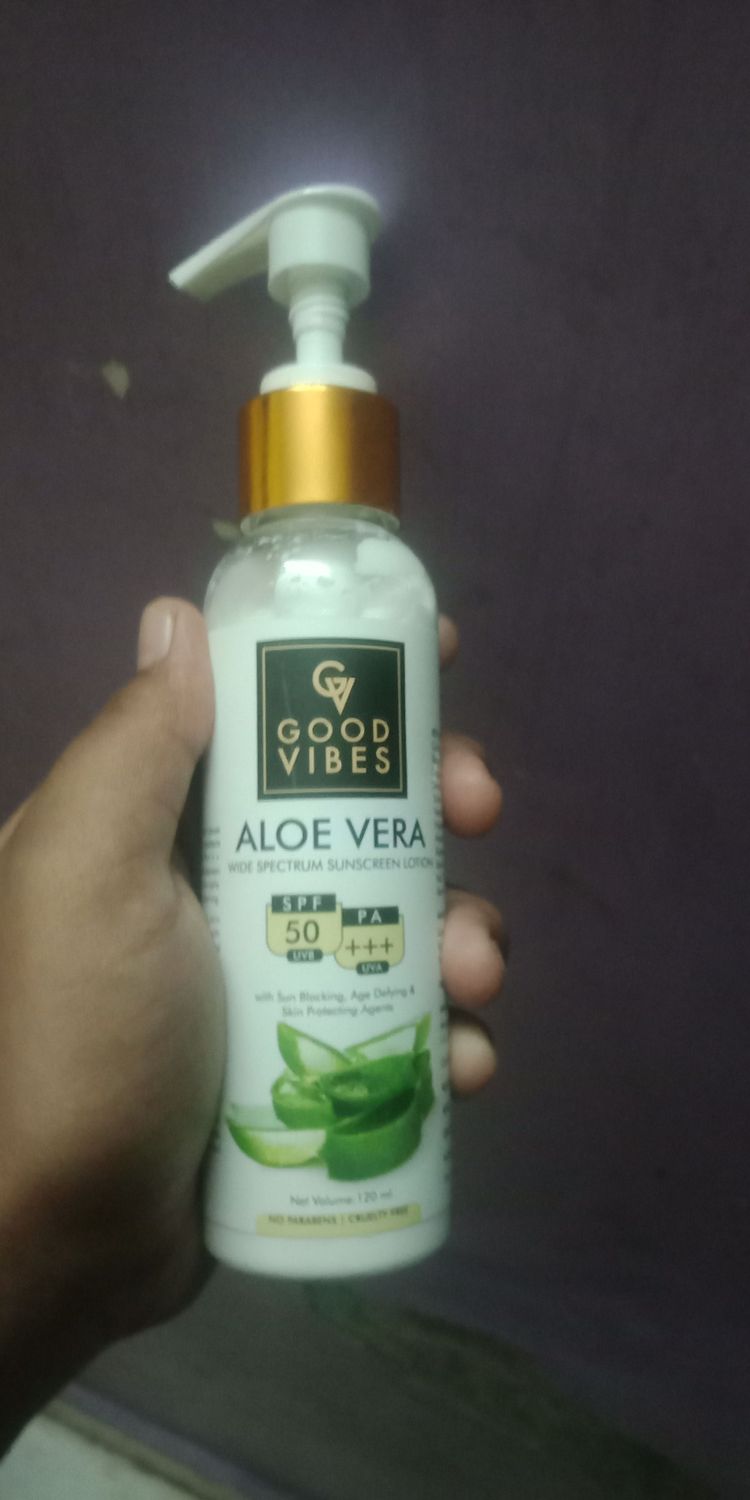 GV
GOOD
VIBES
ALOE VERA
WIDE SPECTRUM SUNSCREEN LOTION
SPF
50
UVB
PA
+++
UVA
with Sun Blocking, Age Defying &
Skin Protecting Agents
Net Volume: 120 ml
NO PARABENS | CRUELTY FREE